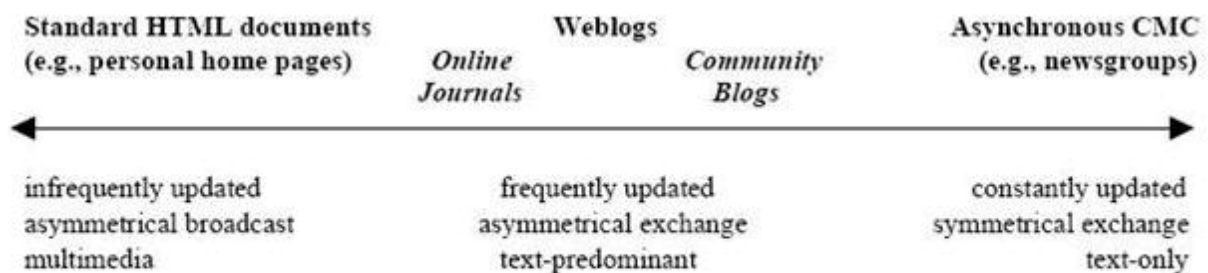 Standard HTML documents Weblogs Asynchronous CMC
(e.g., personal home pages) Online Community (e.g., newsgroups)
Journals Blogs
infrequently updated frequently updated constantly updated
asymmetrical broadcast asymmetrical exchange symmetrical exchange
multimedia text-predominant text-only